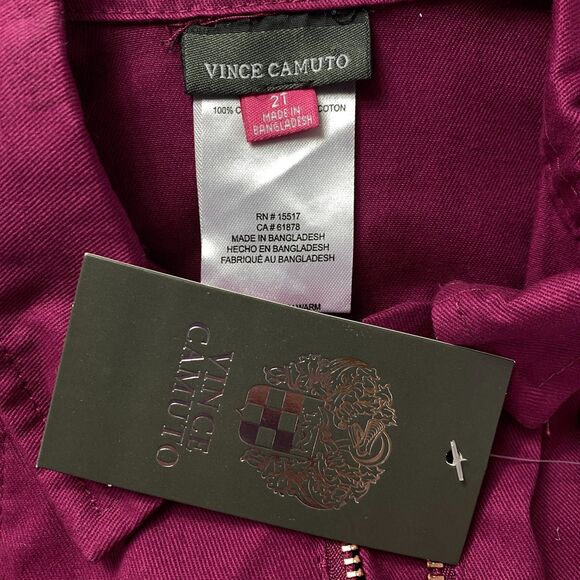 VINCE CAMUTO
2T
MADE IN
BANGLADESH
100% COTTON
RN # 15517
CA # 61878
MADE IN BANGLADESH
HECHO EN BANGLADESH
FABRIQUÉ AU BANGLADESH
WARM
VINCE
CAMUTO